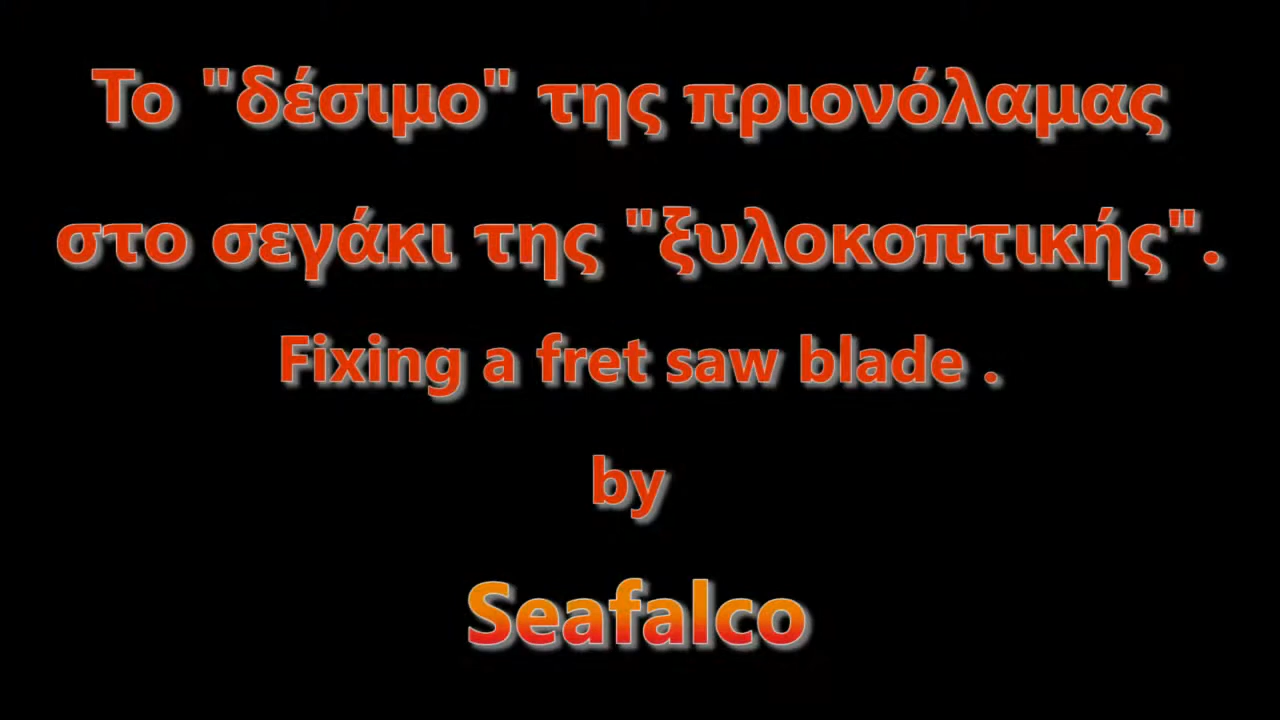 Το "δέσιμο" της πριονόλαμας
στο σεγάκι της "ξυλοκοπτικής".
Fixing a fret saw blade .
by
Seafalco